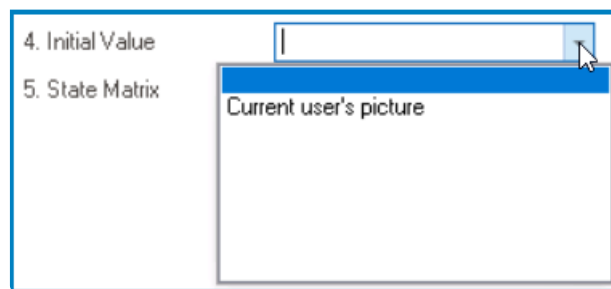 4. Initial Value
5. State Matrix
Current user's picture